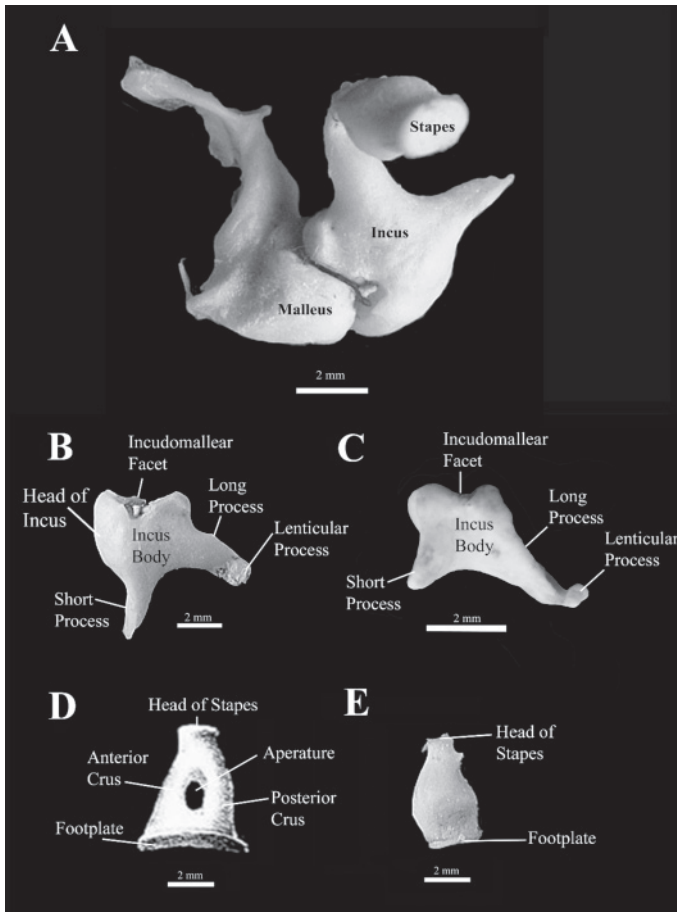 A
Stapes
Incus
Malleus
2 mm
B
Incudomallear
Facet
Head of
Incus
Long
Process
Incus
Body
Lenticular
Process
Short
Process
2 mm
C
Incudomallear
Facet
Long
Process
Incus
Body
Lenticular
Process
Short
Process
2 mm
D
Head of Stapes
Anterior
Crus
Aperature
Posterior
Crus
Footplate
2 mm
E
Head of
Stapes
Footplate
2 mm